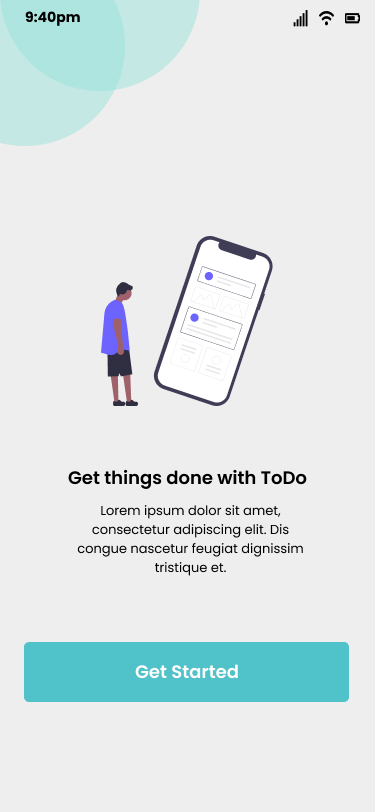 9:40pm
Get things done with ToDo
Lorem ipsum dolor sit amet,
consectetur adipiscing elit. Dis
congue nascetur feugiat dignissim
tristique et.
Get Started